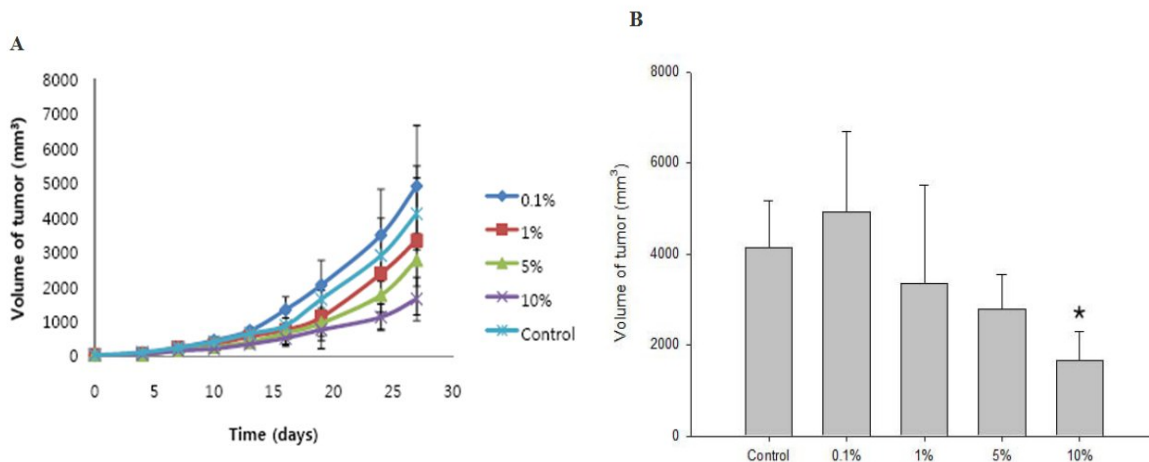 A
Volume of tumor (mm³)
8000
7000
6000
5000
4000
3000
2000
1000
0
0 5 10 15 20 25 30
Time (days)
0.1%
1%
5%
10%
Control
B
Volume of tumor (mm³)
8000
6000
4000
2000
0
*
Control 0.1% 1% 5% 10%